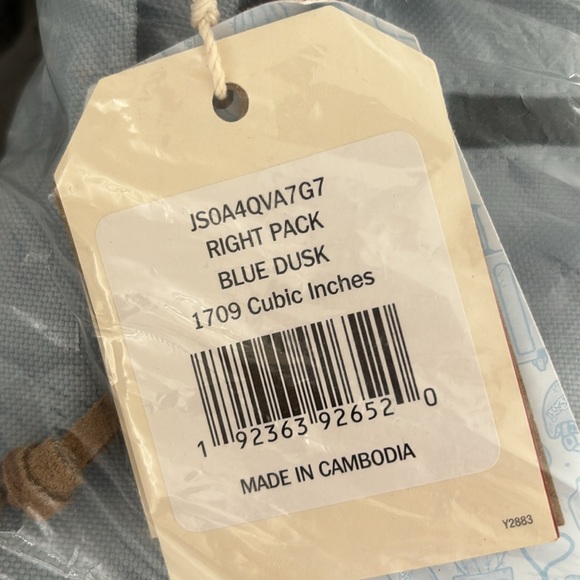 JS0A4QVA7G7
RIGHT PACK
BLUE DUSK
1709 Cubic Inches
1 92363 92652 0
MADE IN CAMBODIA
Y2883